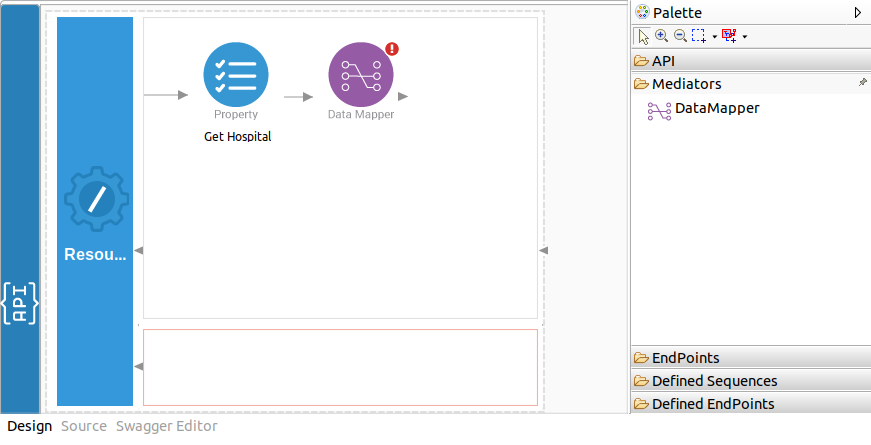 Palette
API
Mediators
DataMapper
Property
Data Mapper
Get Hospital
Resou...
{API}
EndPoints
Defined Sequences
Defined EndPoints
Design Source Swagger Editor